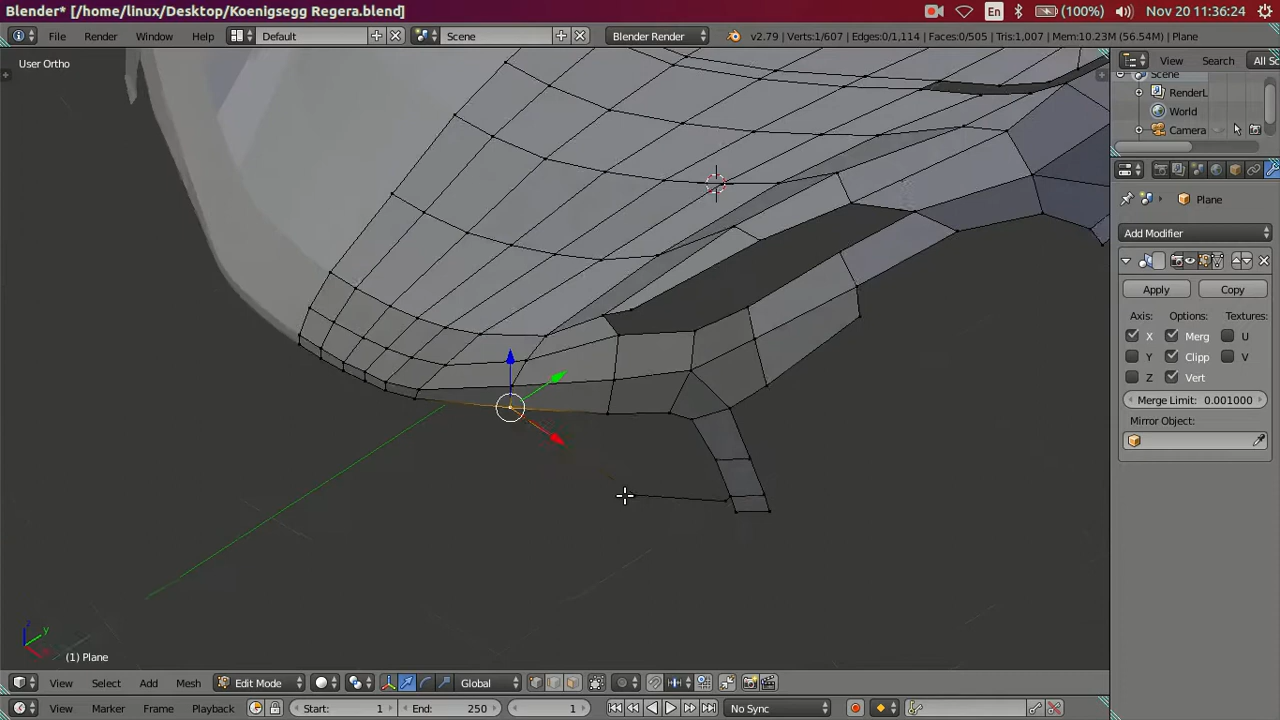 Blender* [/home/linux/Desktop/Koenigsegg Regera.blend]
En
(100%)
Nov 20 11:36:24
File
Render
Window
Help
Default
Scene
Blender Render
v2.79 | Verts:1/607 | Edges:0/1,114 | Faces:0/505 | Tris:1,007 | Mem:10.23M (56.54M) | Plane
User Ortho
View
Search
All Sc
Scene
RenderL
World
Camera
Plane
Add Modifier
Apply
Copy
Axis:
Options:
Textures:
X
Merg
U
Y
Clipp
V
Z
Vert
Merge Limit: 0.001000
Mirror Object:
z
y
(1) Plane
View
Select
Add
Mesh
Edit Mode
Global
View
Marker
Frame
Playback
Start: 1
End: 250
1
No Sync